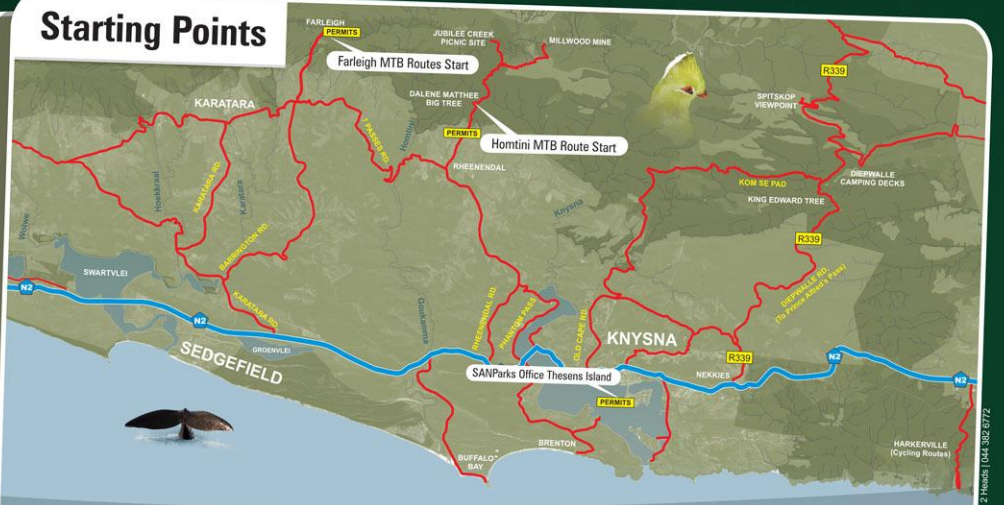 Starting Points
FARLEIGH
PERMITS
Farleigh MTB Routes Start
JUBILEE CREEK
PICNIC SITE
MILLWOOD MINE
R339
DALENE MATTHEE
BIG TREE
SPITSKOP
VIEWPOINT
KARATARA
7 PASSES RD.
Homtini
PERMITS
Homtini MTB Route Start
RHEENENDAL
DIEPWALLE
CAMPING DECKS
KOM SE PAD
KING EDWARD TREE
Hoekkraal
KARATARA RD.
Karatara
Knysna
Wolwe
BARRINGTON RD.
R339
SWARTVLEI
DIEPWALLE RD.
(To Prince Alfred's Pass)
N2
KARATARA RD.
Goukamma
RHEENENDAL RD.
PHANTOM PASS
OLD CAPE RD.
N2
GROENVLEI
SEDGEFIELD
KNYSNA
R339
NEKKIES
N2
N2
SANParks Office Thesens Island
PERMITS
BRENTON
BUFFALO
BAY
HARKERVILLE
(Cycling Routes)
2 Heads | 044 382 6772